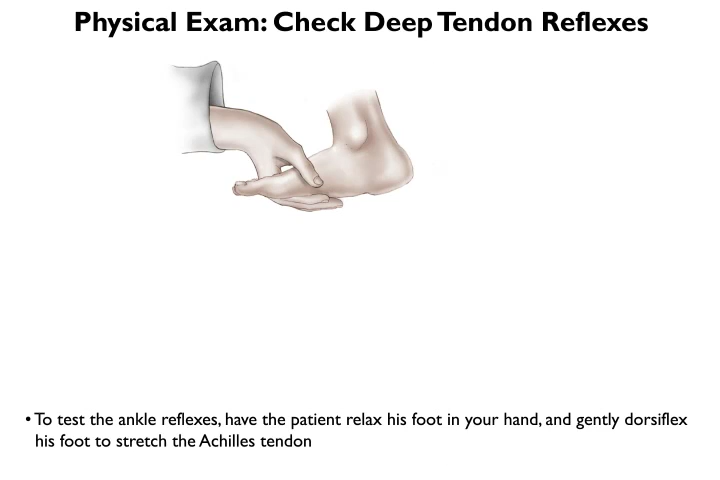 Physical Exam: Check Deep Tendon Reflexes
• To test the ankle reflexes, have the patient relax his foot in your hand, and gently dorsiflex
his foot to stretch the Achilles tendon